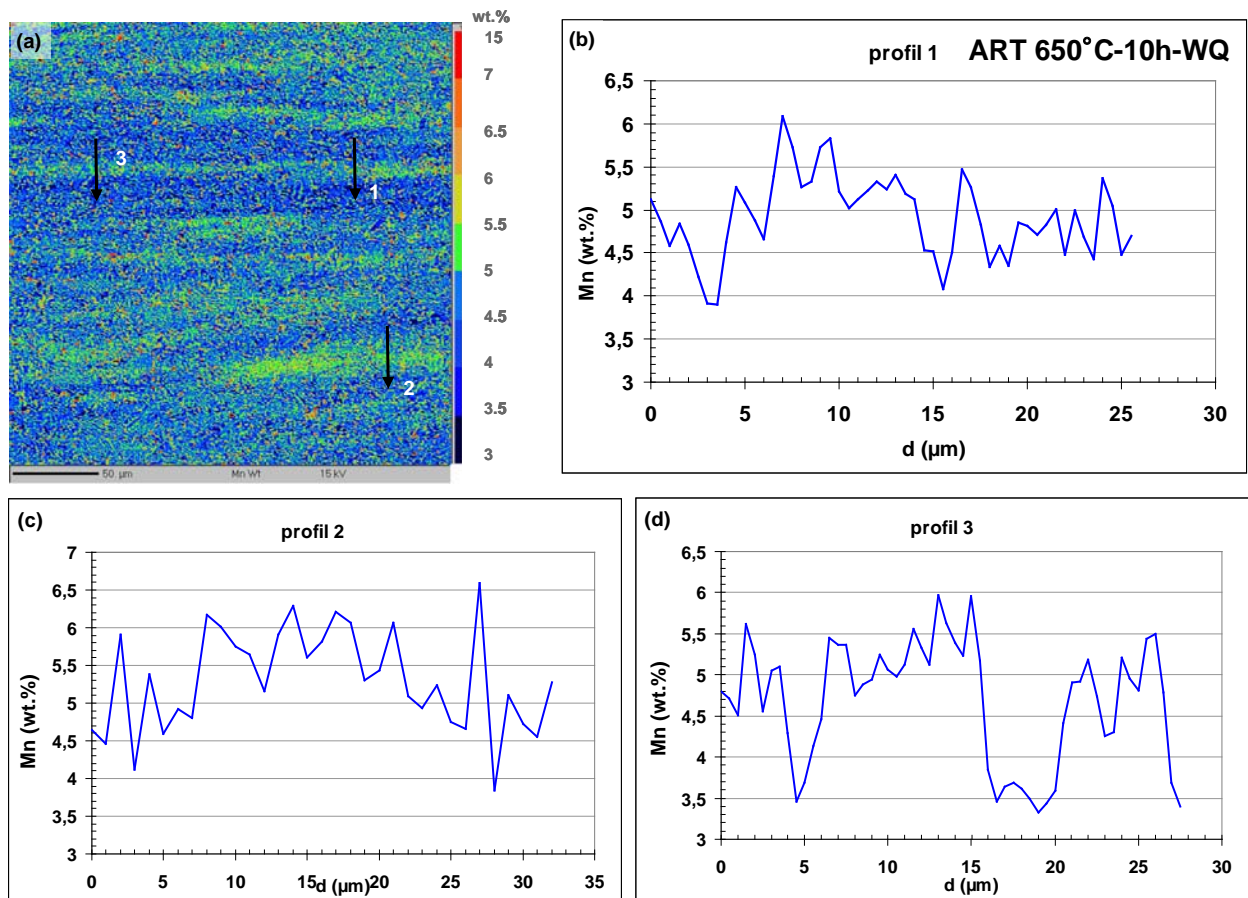 (a)
wt.%
15
7
6.5
6
5.5
5
4.5
4
3.5
3
3
1
2
50 µm Mn Wt 15 kV
(b)
profil 1 ART 650°C-10h-WQ
6,5
6
5,5
5
4,5
4
3,5
3
Mn (wt.%)
0 5 10 15 20 25 30
d (µm)
(c)
profil 2
7
6,5
6
5,5
5
4,5
4
3,5
3
Mn (wt.%)
0 5 10 15 20 25 30 35
d (µm)
(d)
profil 3
6,5
6
5,5
5
4,5
4
3,5
3
Mn (wt.%)
0 5 10 15 20 25 30
d (µm)